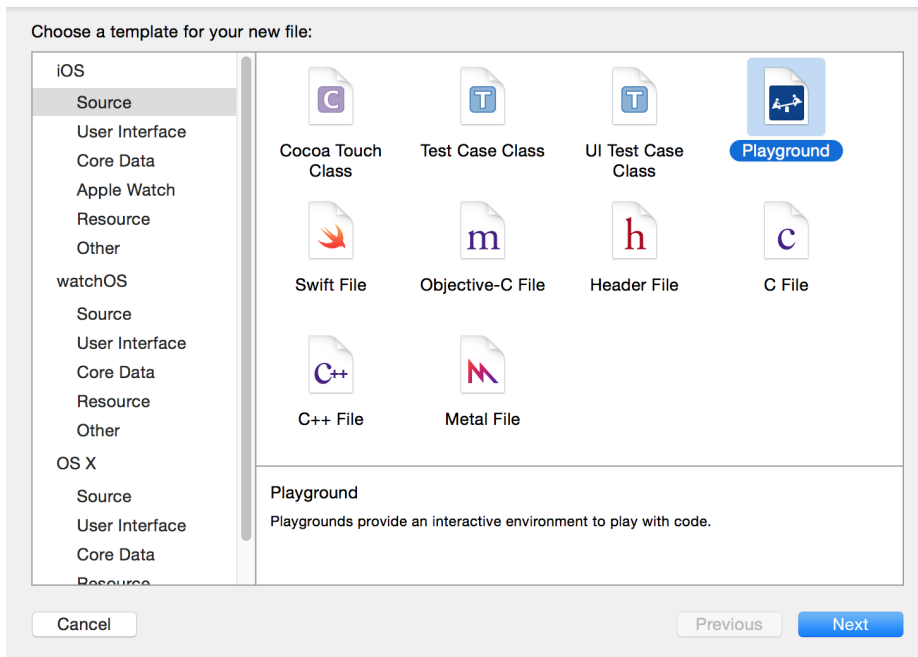 Choose a template for your new file:
iOS
Source
User Interface
Core Data
Apple Watch
Resource
Other
watchOS
Source
User Interface
Core Data
Resource
Other
OS X
Source
User Interface
Core Data
Resource
C
Cocoa Touch
Class
T
Test Case Class
T
UI Test Case
Class
Playground
Swift File
m
Objective-C File
h
Header File
c
C File
C++
C++ File
Metal File
Playground
Playgrounds provide an interactive environment to play with code.
Cancel
Previous
Next